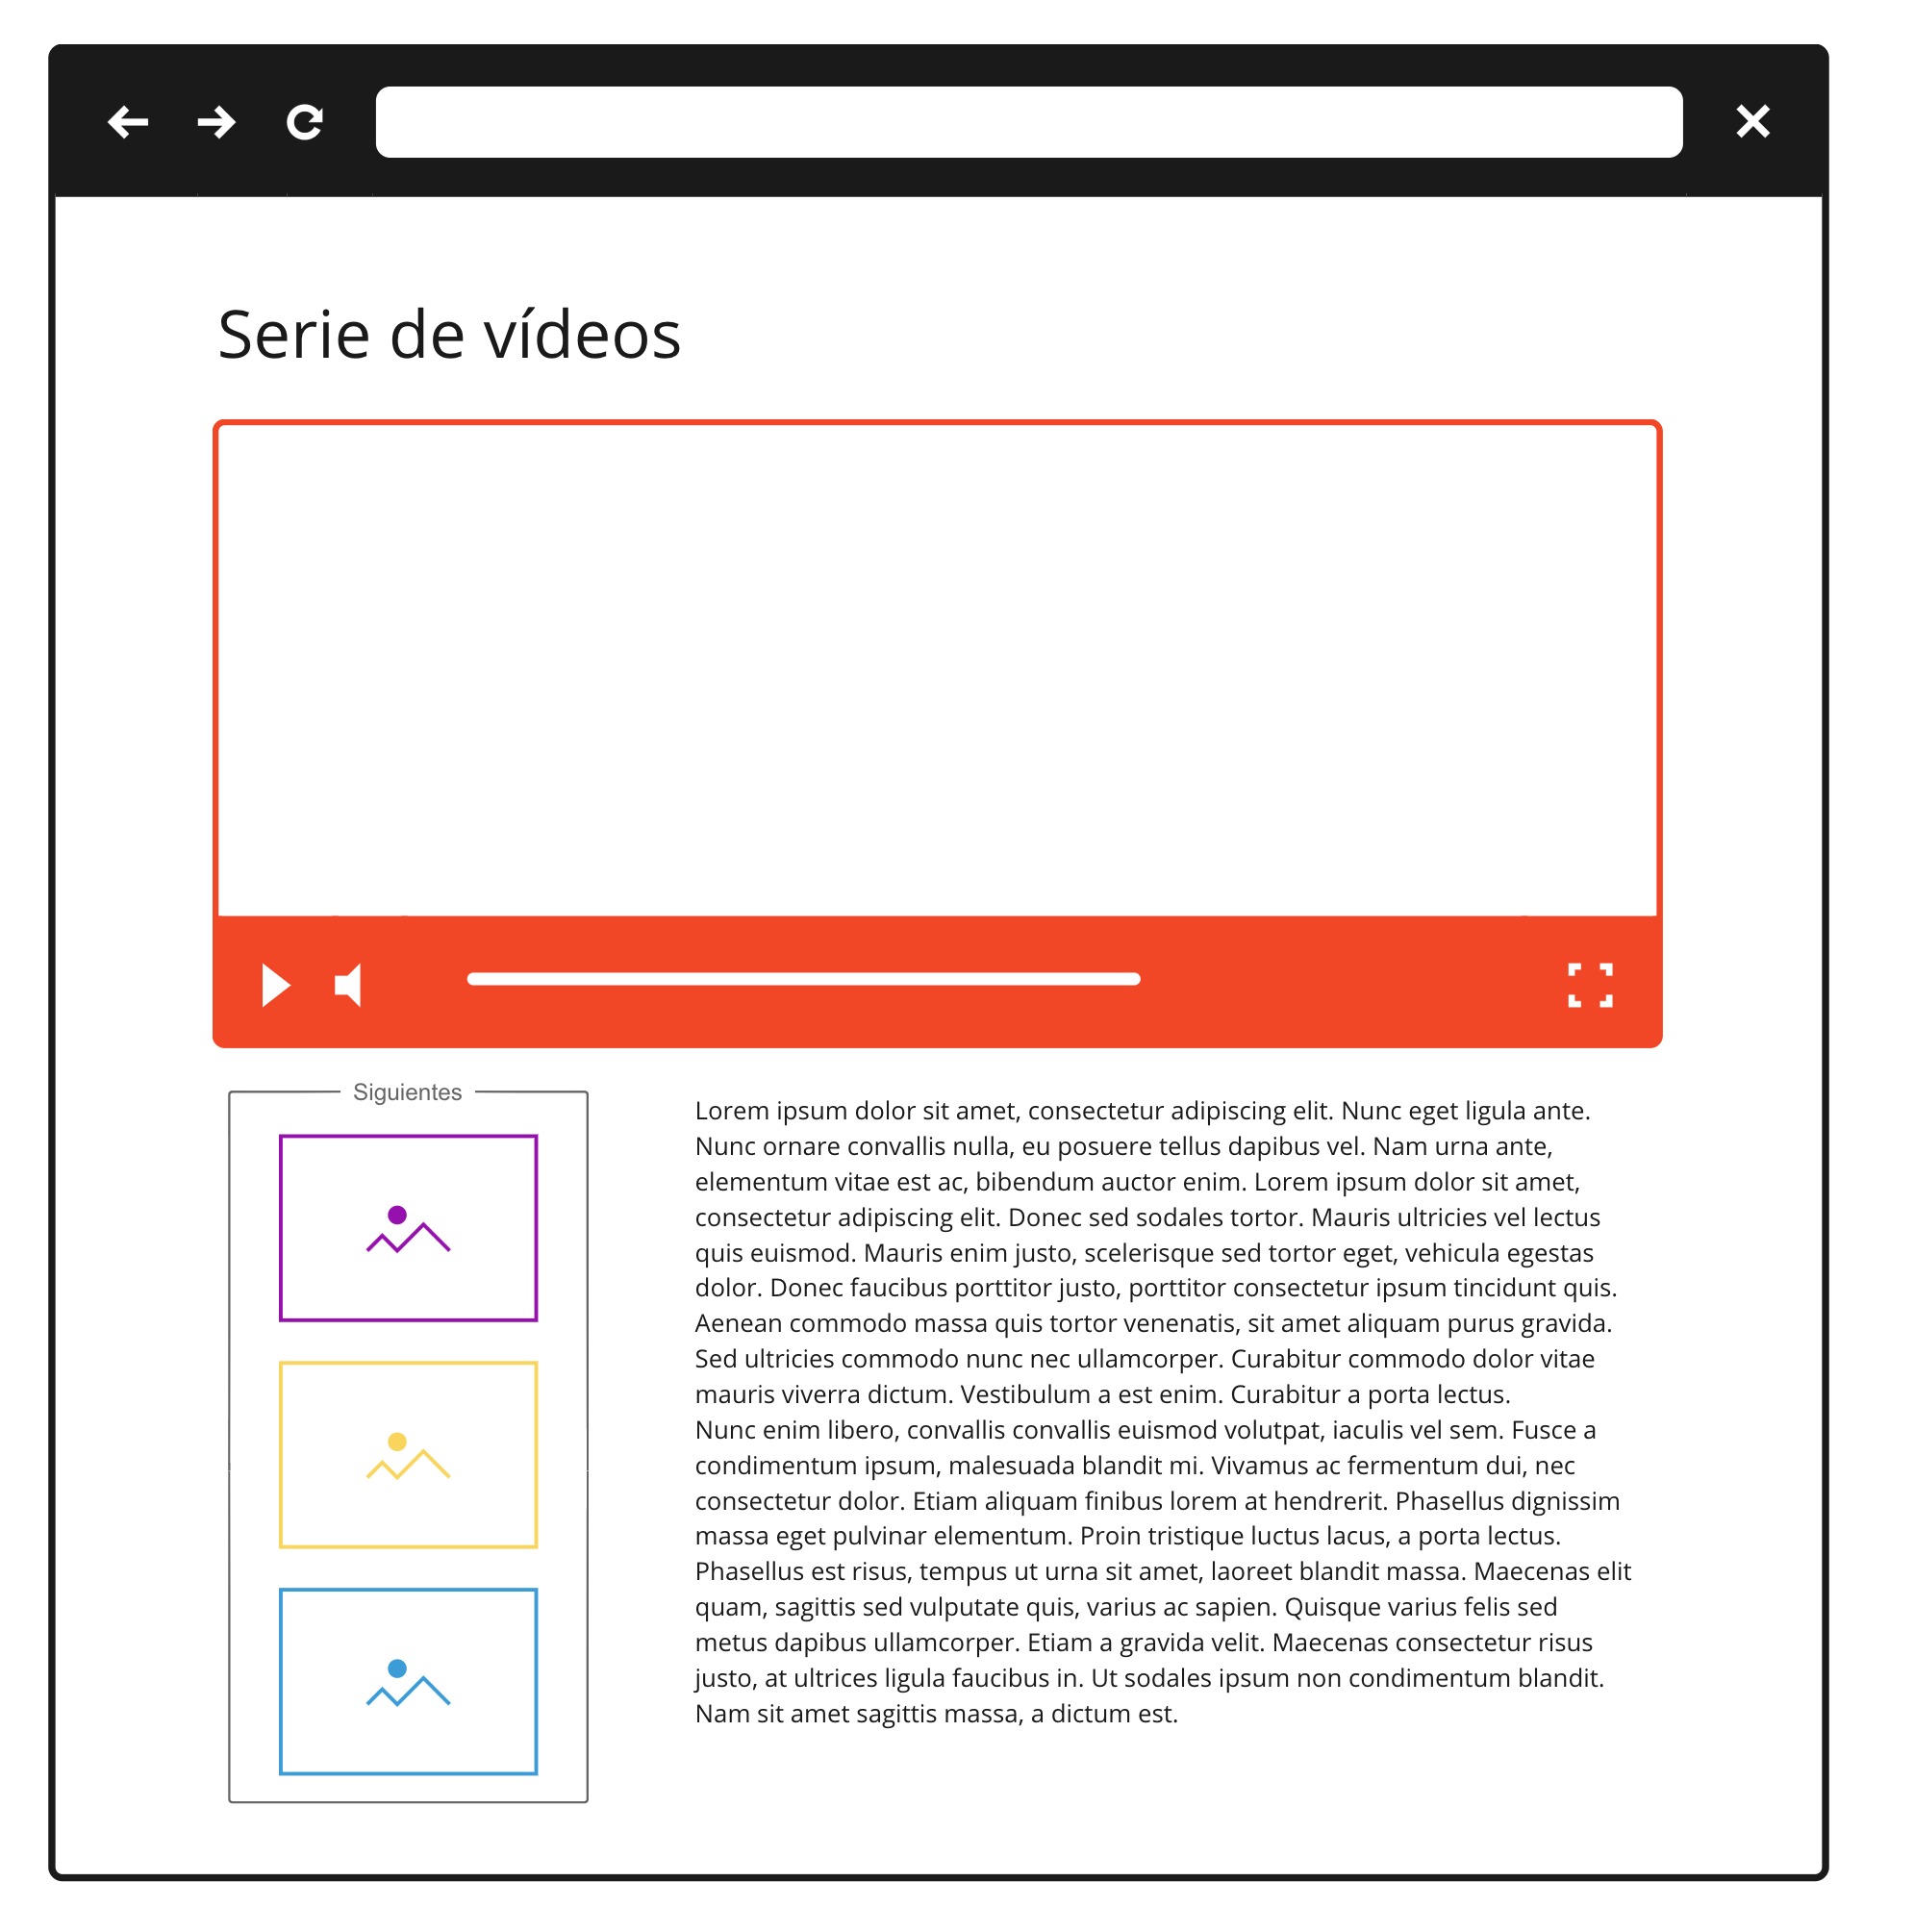 Serie de vídeos
Siguientes
Lorem ipsum dolor sit amet, consectetur adipiscing elit. Nunc eget ligula ante.
Nunc ornare convallis nulla, eu posuere tellus dapibus vel. Nam urna ante,
elementum vitae est ac, bibendum auctor enim. Lorem ipsum dolor sit amet,
consectetur adipiscing elit. Donec sed sodales tortor. Mauris ultricies vel lectus
quis euismod. Mauris enim justo, scelerisque sed tortor eget, vehicula egestas
dolor. Donec faucibus porttitor justo, porttitor consectetur ipsum tincidunt quis.
Aenean commodo massa quis tortor venenatis, sit amet aliquam purus gravida.
Sed ultricies commodo nunc nec ullamcorper. Curabitur commodo dolor vitae
mauris viverra dictum. Vestibulum a est enim. Curabitur a porta lectus.
Nunc enim libero, convallis convallis euismod volutpat, iaculis vel sem. Fusce a
condimentum ipsum, malesuada blandit mi. Vivamus ac fermentum dui, nec
consectetur dolor. Etiam aliquam finibus lorem at hendrerit. Phasellus dignissim
massa eget pulvinar elementum. Proin tristique luctus lacus, a porta lectus.
Phasellus est risus, tempus ut urna sit amet, laoreet blandit massa. Maecenas elit
quam, sagittis sed vulputate quis, varius ac sapien. Quisque varius felis sed
metus dapibus ullamcorper. Etiam a gravida velit. Maecenas consectetur risus
justo, at ultrices ligula faucibus in. Ut sodales ipsum non condimentum blandit.
Nam sit amet sagittis massa, a dictum est.